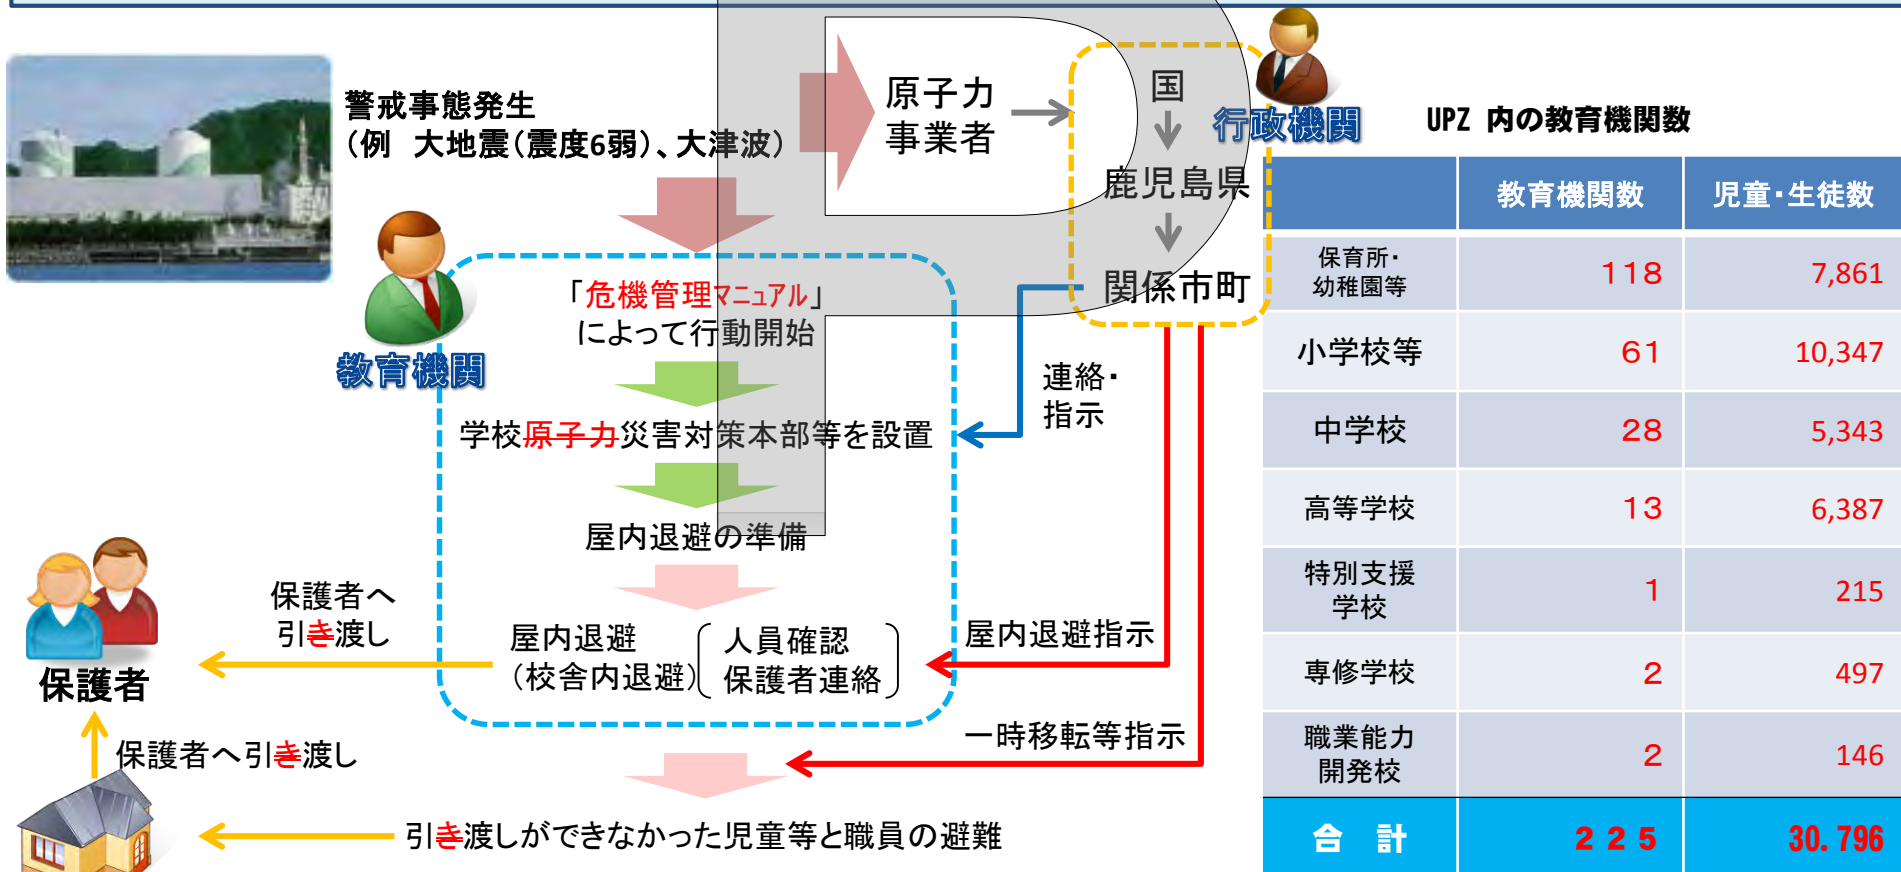 警戒事態発生
（例　大地震（震度6弱）、大津波）
原子力
事業者
国
鹿児島県
関係市町
行政機関
教育機関
「危機管理マニュアル」
によって行動開始
学校原子力災害対策本部等を設置
連絡・
指示
屋内退避の準備
屋内退避
（校舎内退避）
人員確認
保護者連絡
屋内退避指示
一時移転等指示
保護者へ
引き渡し
保護者
保護者へ引き渡し
引き渡しができなかった児童等と職員の避難
P
UPZ 内の教育機関数
教育機関数 児童・生徒数
保育所・
幼稚園等 118 7,861
小学校等 61 10,347
中学校 28 5,343
高等学校 13 6,387
特別支援
学校 1 215
専修学校 2 497
職業能力
開発校 2 146
合　計 225 30.796